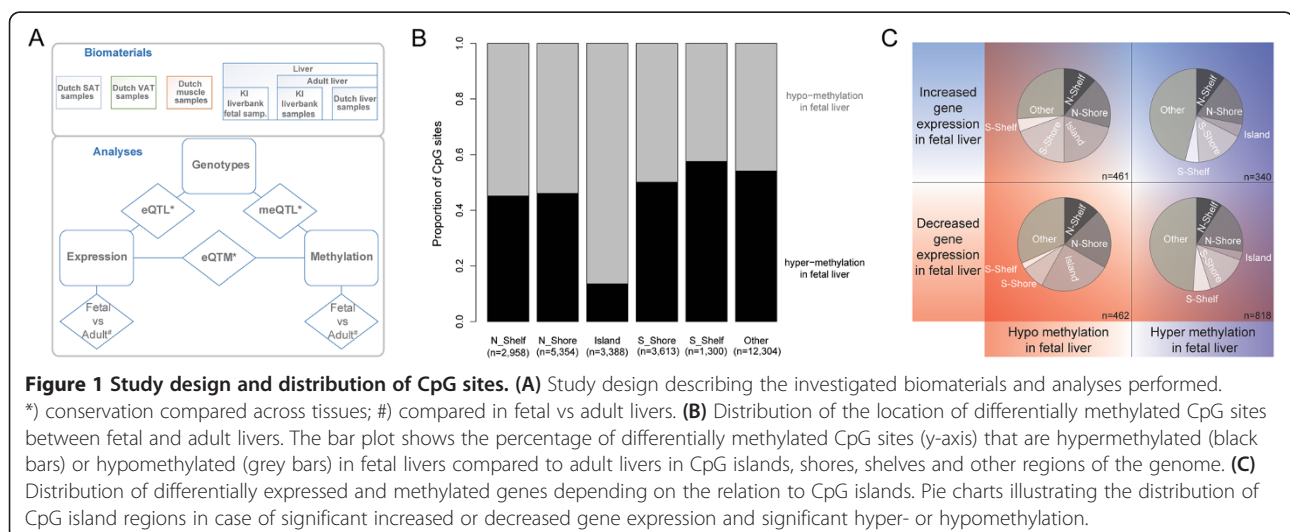 A
Biomaterials
Dutch SAT
samples
Dutch VAT
samples
Dutch
muscle
samples
Liver
Adult liver
KI
liverbank
fetal samp.
KI
liverbank
samples
Dutch liver
samples
Analyses
Genotypes
eQTL*
meQTL*
Expression
eQTM*
Methylation
Fetal
vs
Adult#
Fetal
vs
Adult#
B
Proportion of CpG sites
1.0
0.8
0.6
0.4
0.2
0.0
hypo-methylation
in fetal liver
hyper-methylation
in fetal liver
N_Shelf
(n=2,958)
N_Shore
(n=5,354)
Island
(n=3,388)
S_Shore
(n=3,613)
S_Shelf
(n=1,300)
Other
(n=12,304)
C
Increased
gene
expression
in fetal liver
Other
N-Shelf
N-Shore
Island
S-Shore
S-Shelf
n=461
Other
N-Shelf
N-Shore
Island
S-Shore
S-Shelf
n=340
Decreased
gene
expression
in fetal liver
Other
N-Shelf
N-Shore
Island
S-Shelf
S-Shore
n=462
Other
N-Shelf
N-Shore
Island
S-Shore
S-Shelf
n=818
Hypo methylation
in fetal liver
Hyper methylation
in fetal liver
Figure 1 Study design and distribution of CpG sites. (A) Study design describing the investigated biomaterials and analyses performed.
*) conservation compared across tissues; #) compared in fetal vs adult livers. (B) Distribution of the location of differentially methylated CpG sites
between fetal and adult livers. The bar plot shows the percentage of differentially methylated CpG sites (y-axis) that are hypermethylated (black
bars) or hypomethylated (grey bars) in fetal livers compared to adult livers in CpG islands, shores, shelves and other regions of the genome. (C)
Distribution of differentially expressed and methylated genes depending on the relation to CpG islands. Pie charts illustrating the distribution of
CpG island regions in case of significant increased or decreased gene expression and significant hyper- or hypomethylation.